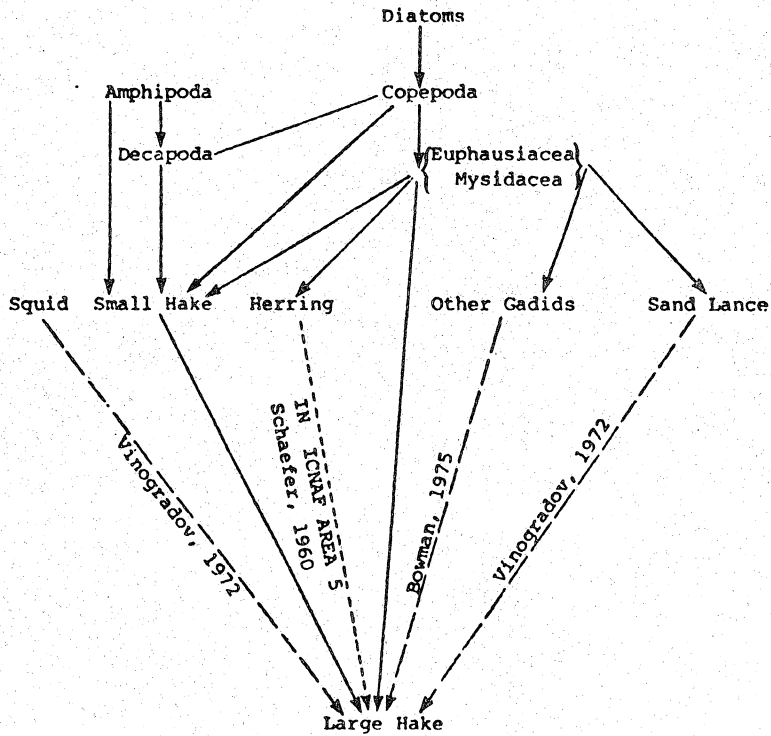 Diatoms
Amphipoda
Copepoda
Decapoda
{Euphausiacea}
Mysidacea
Squid
Small Hake
Herring
Other Gadids
Sand Lance
Vinogradov, 1972
IN ICNAF AREA 5
Schaefer, 1960
Bowman, 1975
Vinogradov, 1972
Large Hake